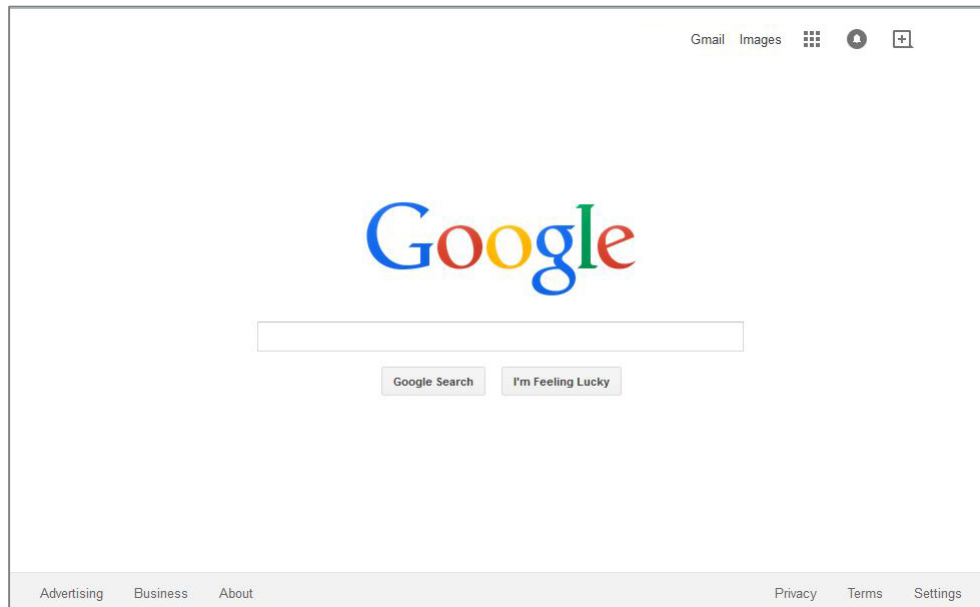 Gmail Images
Google
Google Search I'm Feeling Lucky
Advertising Business About Privacy Terms Settings